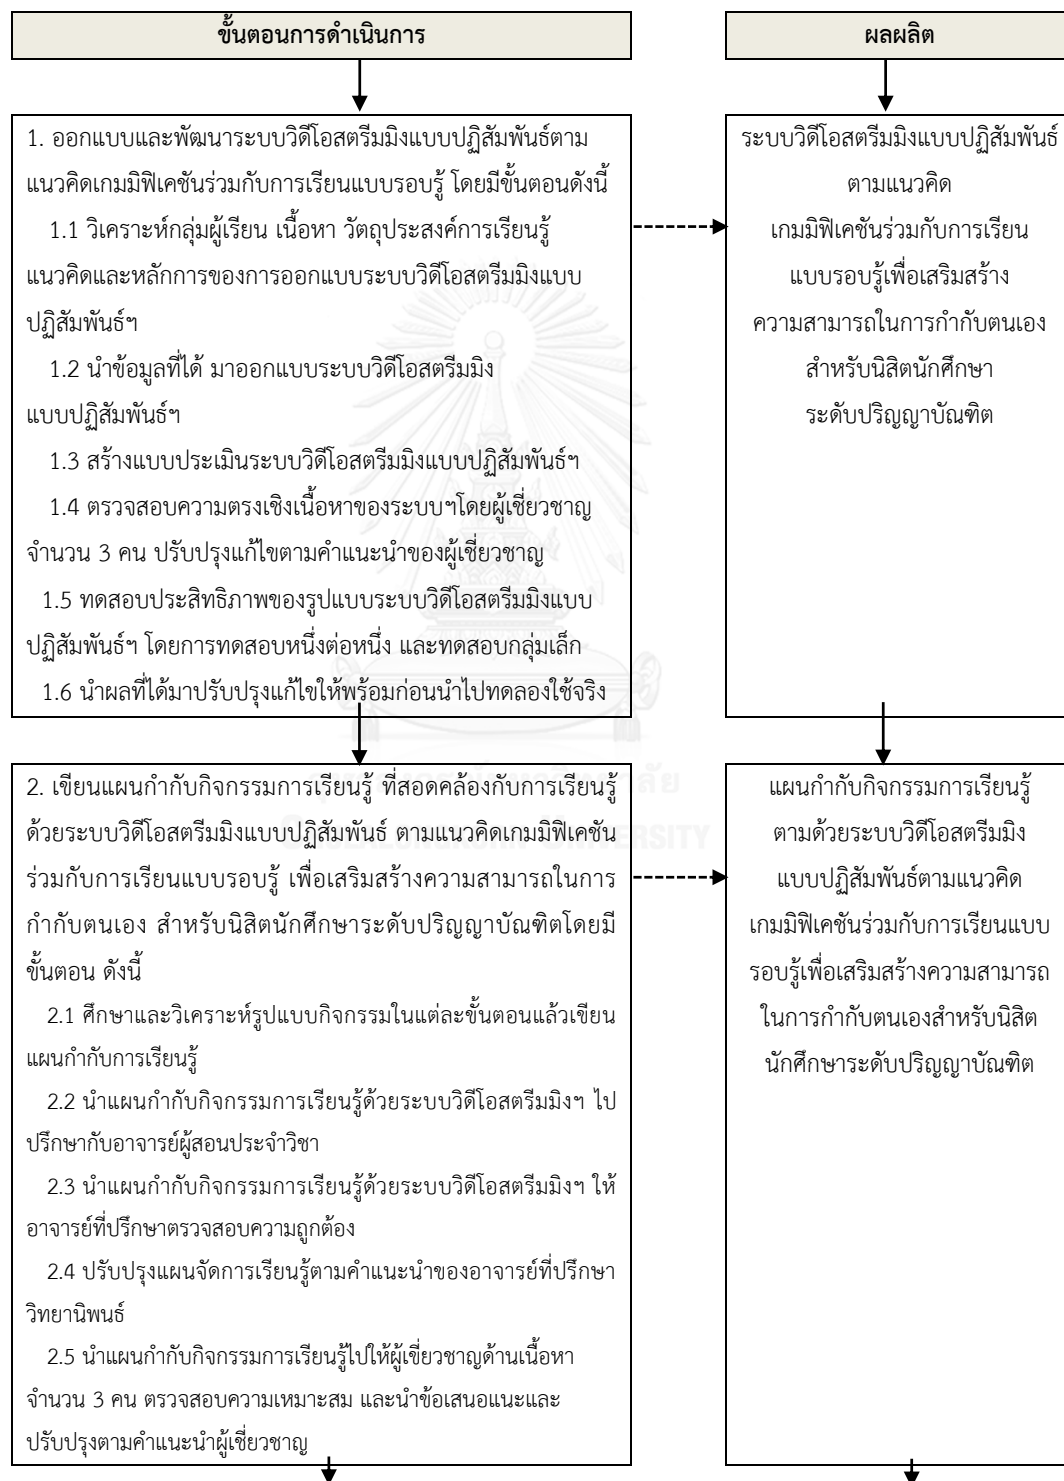 ขั้นตอนการดำเนินการ
ผลผลิต
1. ออกแบบและพัฒนาระบบวิดีโอสตรีมมิงแบบปฏิสัมพันธ์ตาม
แนวคิดเกมมิฟิเคชันร่วมกับการเรียนแบบรอบรู้ โดยมีขั้นตอนดังนี้
1.1 วิเคราะห์กลุ่มผู้เรียน เนื้อหา วัตถุประสงค์การเรียนรู้
แนวคิดและหลักการของการออกแบบระบบวิดีโอสตรีมมิงแบบ
ปฏิสัมพันธ์ฯ
1.2 นำข้อมูลที่ได้ มาออกแบบระบบวิดีโอสตรีมมิง
แบบปฏิสัมพันธ์ฯ
1.3 สร้างแบบประเมินระบบวิดีโอสตรีมมิงแบบปฏิสัมพันธ์ฯ
1.4 ตรวจสอบความตรงเชิงเนื้อหาของระบบฯโดยผู้เชี่ยวชาญ
จำนวน 3 คน ปรับปรุงแก้ไขตามคำแนะนำของผู้เชี่ยวชาญ
1.5 ทดสอบประสิทธิภาพของรูปแบบระบบวิดีโอสตรีมมิงแบบ
ปฏิสัมพันธ์ฯ โดยการทดสอบหนึ่งต่อหนึ่ง และทดสอบกลุ่มเล็ก
1.6 นำผลที่ได้มาปรับปรุงแก้ไขให้พร้อมก่อนนำไปทดลองใช้จริง
ระบบวิดีโอสตรีมมิงแบบปฏิสัมพันธ์
ตามแนวคิด
เกมมิฟิเคชันร่วมกับการเรียน
แบบรอบรู้เพื่อเสริมสร้าง
ความสามารถในการกำกับตนเอง
สำหรับนิสิตนักศึกษา
ระดับปริญญาบัณฑิต
2. เขียนแผนกำกับกิจกรรมการเรียนรู้ ที่สอดคล้องกับการเรียนรู้
ด้วยระบบวิดีโอสตรีมมิงแบบปฏิสัมพันธ์ ตามแนวคิดเกมมิฟิเคชัน
ร่วมกับการเรียนแบบรอบรู้ เพื่อเสริมสร้างความสามารถในการ
กำกับตนเอง สำหรับนิสิตนักศึกษาระดับปริญญาบัณฑิตโดยมี
ขั้นตอน ดังนี้
2.1 ศึกษาและวิเคราะห์รูปแบบกิจกรรมในแต่ละขั้นตอนแล้วเขียน
แผนกำกับการเรียนรู้
2.2 นำแผนกำกับกิจกรรมการเรียนรู้ด้วยระบบวิดีโอสตรีมมิงฯ ไป
ปรึกษากับอาจารย์ผู้สอนประจำวิชา
2.3 นำแผนกำกับกิจกรรมการเรียนรู้ด้วยระบบวิดีโอสตรีมมิงฯ ให้
อาจารย์ที่ปรึกษาตรวจสอบความถูกต้อง
2.4 ปรับปรุงแผนจัดการเรียนรู้ตามคำแนะนำของอาจารย์ที่ปรึกษา
วิทยานิพนธ์
2.5 นำแผนกำกับกิจกรรมการเรียนรู้ไปให้ผู้เชี่ยวชาญด้านเนื้อหา
จำนวน 3 คน ตรวจสอบความเหมาะสม และนำข้อเสนอแนะและ
ปรับปรุงตามคำแนะนำผู้เชี่ยวชาญ
แผนกำกับกิจกรรมการเรียนรู้
ตามด้วยระบบวิดีโอสตรีมมิง
แบบปฏิสัมพันธ์ตามแนวคิด
เกมมิฟิเคชันร่วมกับการเรียนแบบ
รอบรู้เพื่อเสริมสร้างความสามารถ
ในการกำกับตนเองสำหรับนิสิต
นักศึกษาระดับปริญญาบัณฑิต